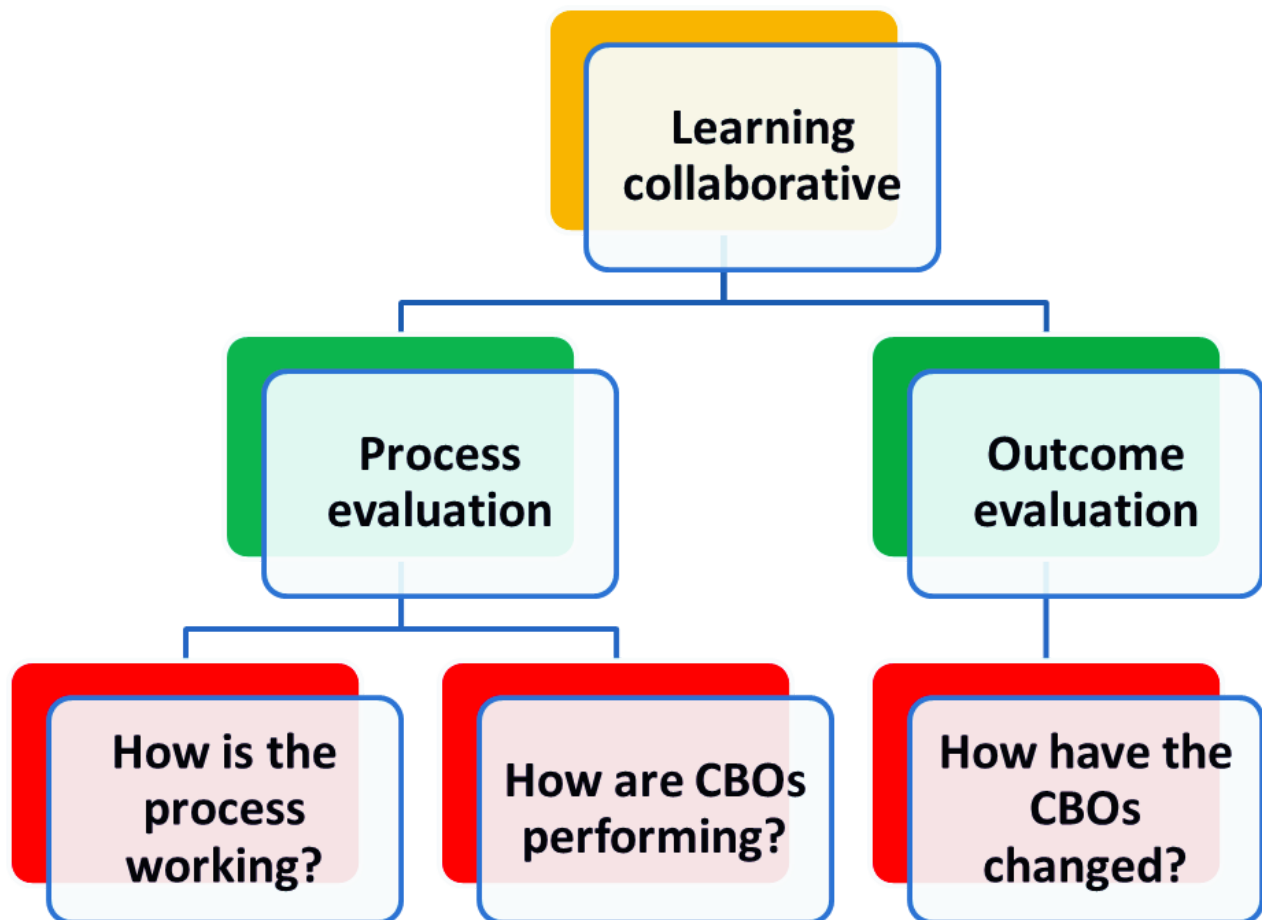 Learning
collaborative
Process
evaluation
Outcome
evaluation
How is the
process
working?
How are CBOs
performing?
How have the
CBOs
changed?